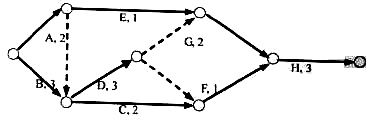 E, 1
A, 2
G, 2
H, 3
B, 3
D, 3
F, 1
C, 2